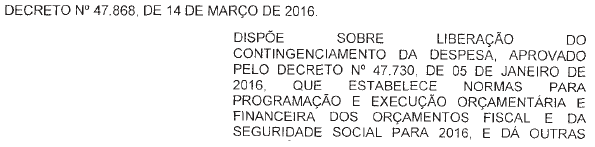 DECRETO Nº 47.868, DE 14 DE MARÇO DE 2016.
DISPÕE SOBRE LIBERAÇÃO DO
CONTINGENCIAMENTO DA DESPESA, APROVADO
PELO DECRETO Nº 47.730, DE 05 DE JANEIRO DE
2016, QUE ESTABELECE NORMAS PARA
PROGRAMAÇÃO E EXECUÇÃO ORÇAMENTÁRIA E
FINANCEIRA DOS ORÇAMENTOS FISCAL E DA
SEGURIDADE SOCIAL PARA 2016, E DÁ OUTRAS